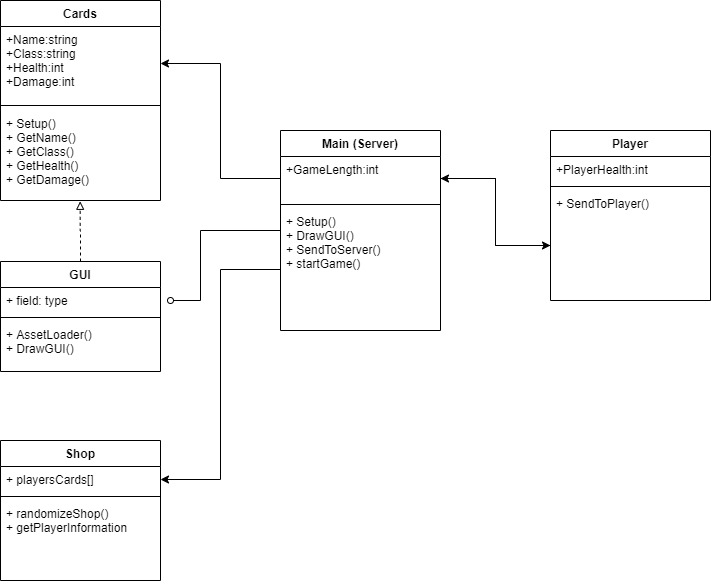 Cards
+Name:string
+Class:string
+Health:int
+Damage:int
+ Setup()
+ GetName()
+ GetClass()
+ GetHealth()
+ GetDamage()
Main (Server)
+GameLength:int
+ Setup()
+ DrawGUI()
+ SendToServer()
+ startGame()
Player
+PlayerHealth:int
+ SendToPlayer()
GUI
+ field: type
+ AssetLoader()
+ DrawGUI()
Shop
+ playersCards[]
+ randomizeShop()
+ getPlayerInformation